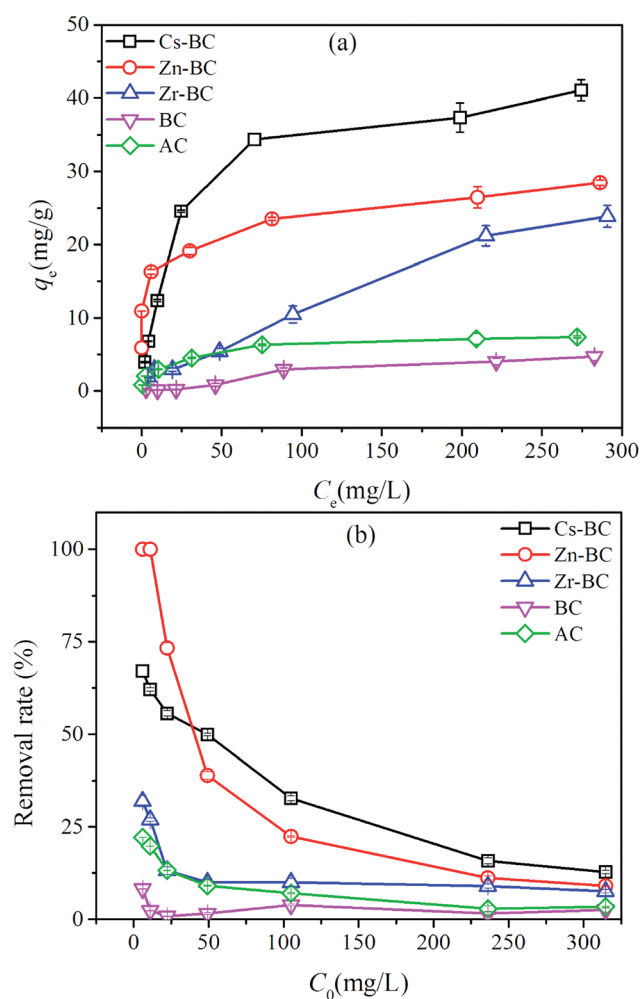 (a)
Cs-BC
Zn-BC
Zr-BC
BC
AC
50
40
30
20
10
0
qe(mg/g)
0 50 100 150 200 250 300
Ce(mg/L)
(b)
Cs-BC
Zn-BC
Zr-BC
BC
AC
100
75
50
25
0
Removal rate (%)
0 50 100 150 200 250 300
C0(mg/L)